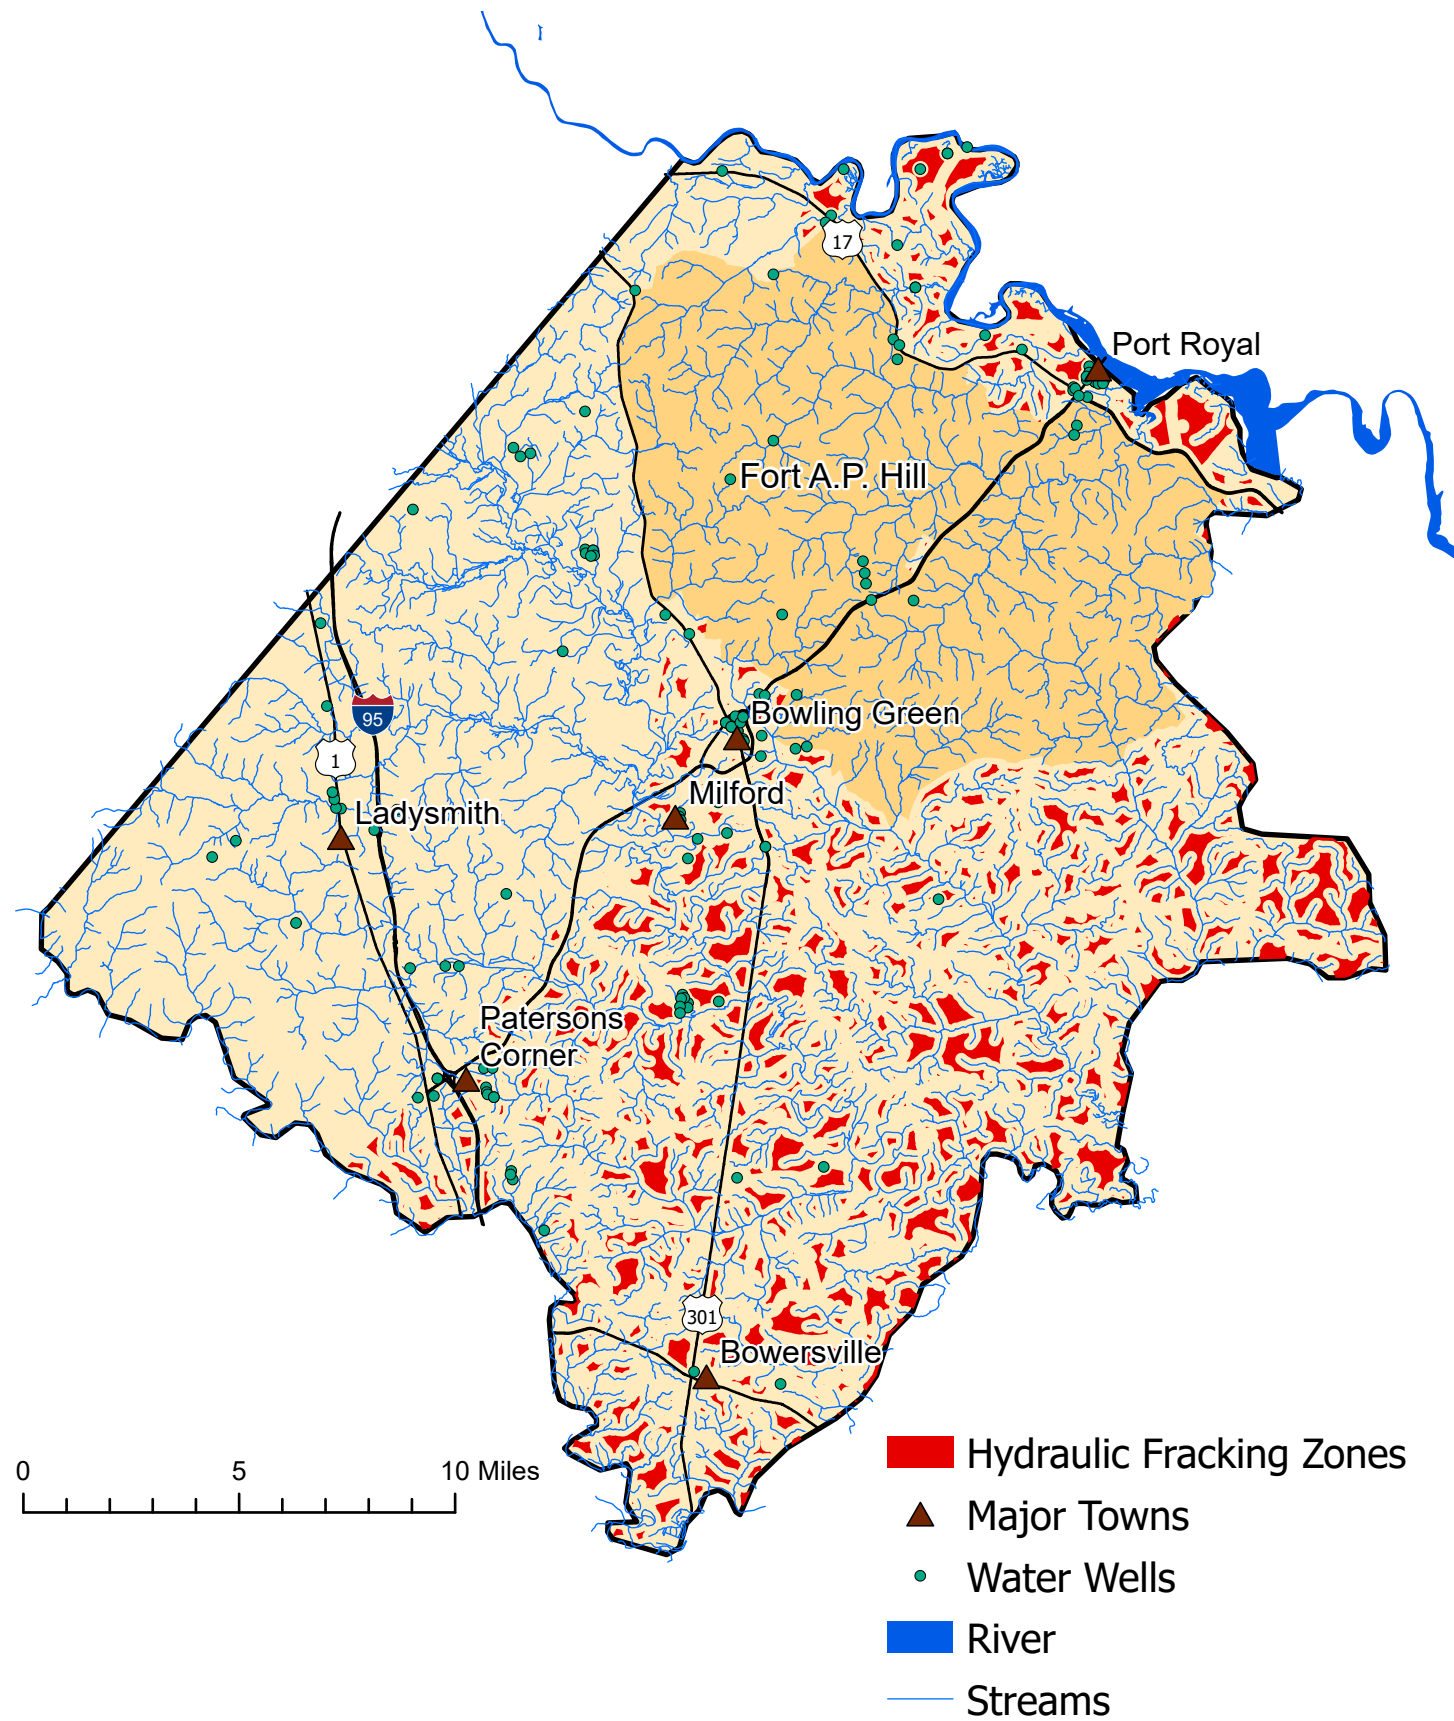 17
Port Royal
Fort A.P. Hill
95
Bowling Green
1
Milford
Ladysmith
Patersons
Corner
301
Bowersville
0 5 10 Miles
Hydraulic Fracking Zones
Major Towns
Water Wells
River
Streams